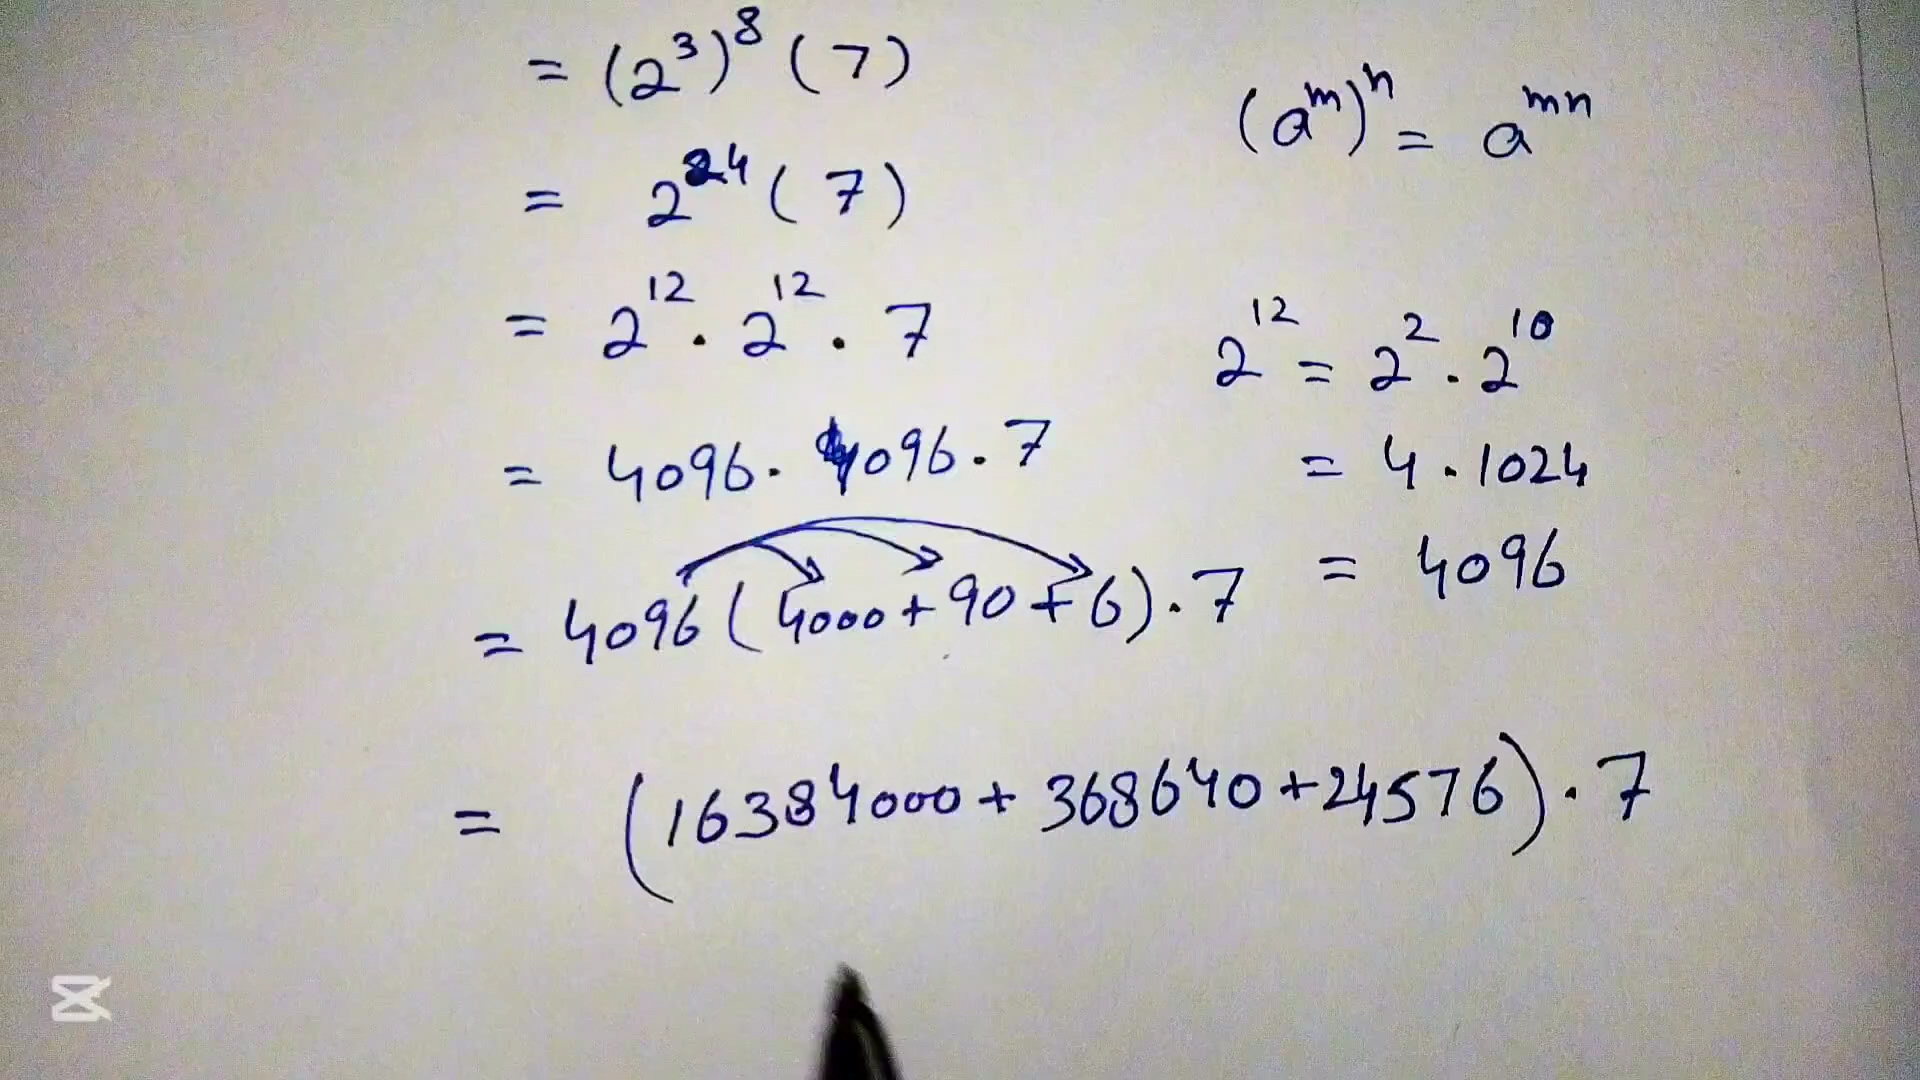 = (2³)⁸ (7)
(aᵐ)ⁿ = aᵐⁿ
= 2²⁴ (7)
= 2¹² . 2¹² . 7
2¹² = 2² . 2¹⁰
= 4096 . 4096 . 7
= 4 . 1024
= 4096 (4000 + 90 + 6) . 7
= 4096
= (16384000 + 368640 + 24576) . 7